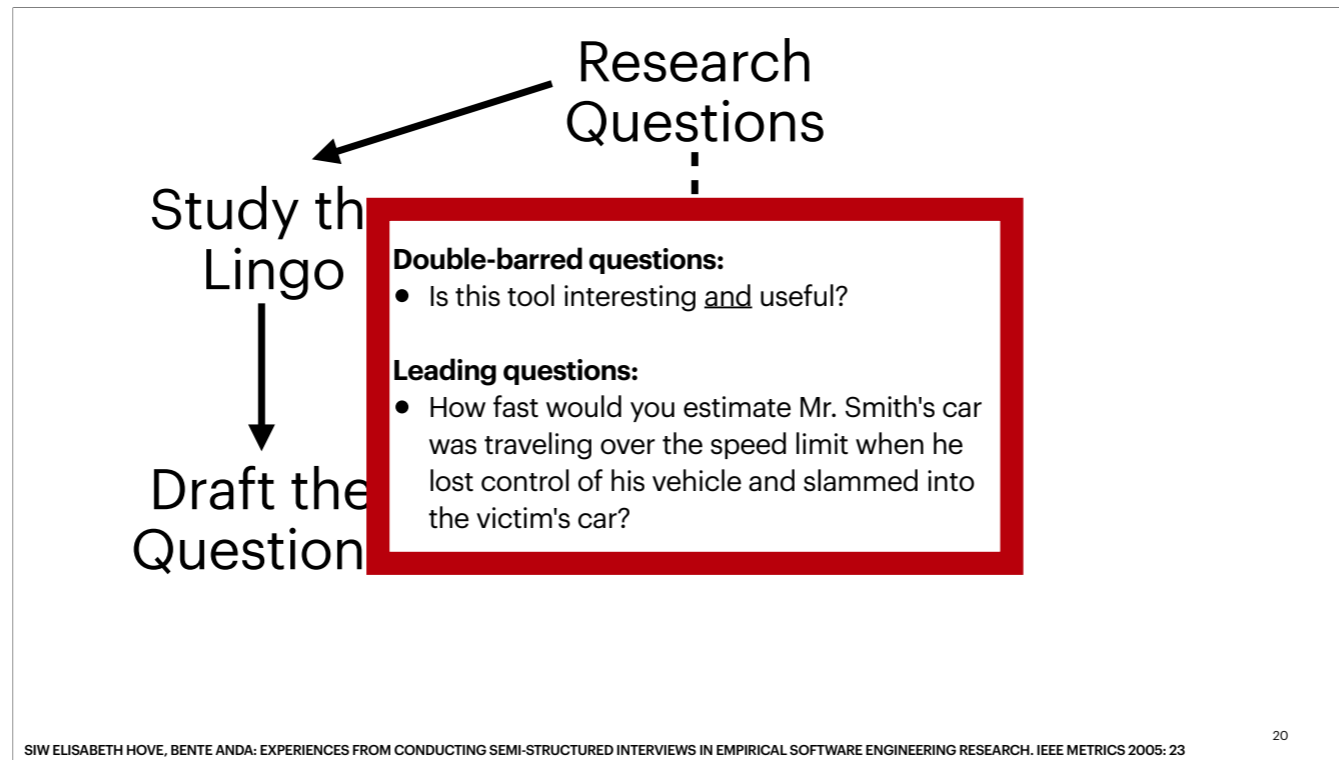 Research
Questions
Study th
Lingo
Draft the
Question
Double-barred questions:
● Is this tool interesting and useful?
Leading questions:
● How fast would you estimate Mr. Smith's car
was traveling over the speed limit when he
lost control of his vehicle and slammed into
the victim's car?
20
SIW ELISABETH HOVE, BENTE ANDA: EXPERIENCES FROM CONDUCTING SEMI-STRUCTURED INTERVIEWS IN EMPIRICAL SOFTWARE ENGINEERING RESEARCH. IEEE METRICS 2005: 23